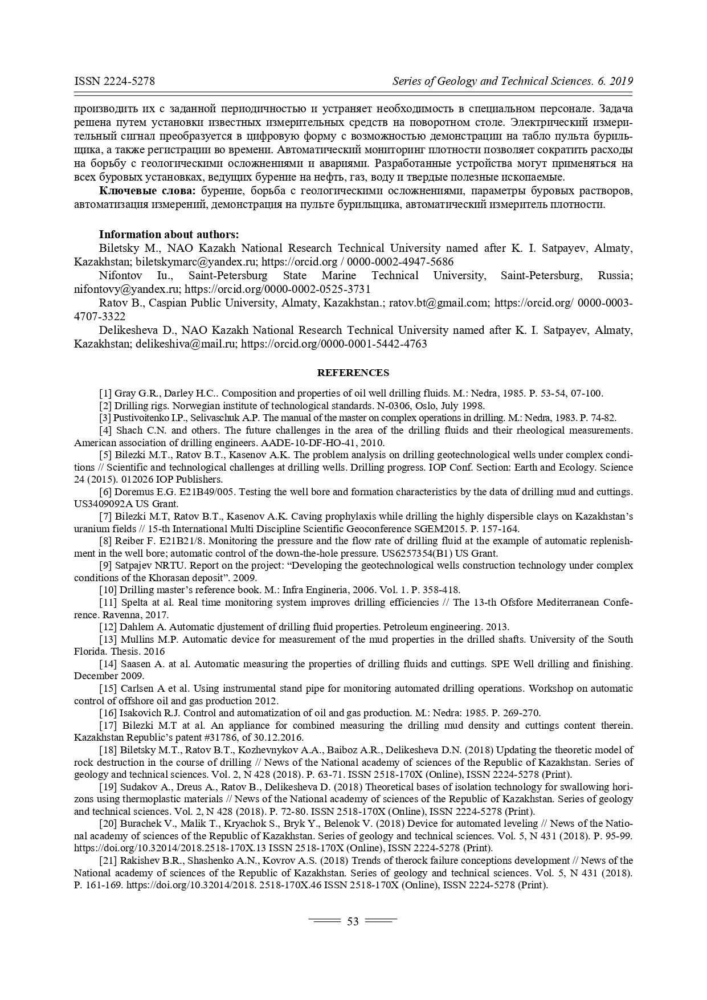 ISSN 2224-5278 Series of Geology and Technical Sciences. 6. 2019
производить их с заданной периодичностью и устраняет необходимость в специальном персонале. Задача
решена путем установки известных измерительных средств на поворотном столе. Электрический измери-
тельный сигнал преобразуется в цифровую форму с возможностью демонстрации на табло пульта буриль-
щика, а также регистрации во времени. Автоматический мониторинг плотности позволяет сократить расходы
на борьбу с геологическими осложнениями и авариями. Разработанные устройства могут применяться на
всех буровых установках, ведущих бурение на нефть, газ, воду и твердые полезные ископаемые.
Ключевые слова: бурение, борьба с геологическими осложнениями, параметры буровых растворов,
автоматизация измерений, демонстрация на пульте бурильщика, автоматический измеритель плотности.
Information about authors:
Biletsky M., NAO Kazakh National Research Technical University named after K. I. Satpayev, Almaty,
Kazakhstan; biletskymarc@yandex.ru; https://orcid.org / 0000-0002-4947-5686
Nifontov Iu., Saint-Petersburg State Marine Technical University, Saint-Petersburg, Russia;
nifontovy@yandex.ru; https://orcid.org/0000-0002-0525-3731
Ratov B., Caspian Public University, Almaty, Kazakhstan.; ratov.bt@gmail.com; https://orcid.org/ 0000-0003-
4707-3322
Delikesheva D., NAO Kazakh National Research Technical University named after K. I. Satpayev, Almaty,
Kazakhstan; delikeshiva@mail.ru; https://orcid.org/0000-0001-5442-4763
REFERENCES
[1] Gray G.R., Darley H.C.. Composition and properties of oil well drilling fluids. M.: Nedra, 1985. P. 53-54, 07-100.
[2] Drilling rigs. Norwegian institute of technological standards. N-0306, Oslo, July 1998.
[3] Pustivoitenko I.P., Selivaschuk A.P. The manual of the master on complex operations in drilling. M.: Nedra, 1983. P. 74-82.
[4] Shach C.N. and others. The future challenges in the area of the drilling fluids and their rheological measurements.
American association of drilling engineers. AADE-10-DF-HO-41, 2010.
[5] Bilezki M.T., Ratov B.T., Kasenov A.K. The problem analysis on drilling geotechnological wells under complex condi-
tions // Scientific and technological challenges at drilling wells. Drilling progress. IOP Conf. Section: Earth and Ecology. Science
24 (2015). 012026 IOP Publishers.
[6] Doremus E.G. E21B49/005. Testing the well bore and formation characteristics by the data of drilling mud and cuttings.
US3409092A US Grant.
[7] Bilezki M.T, Ratov B.T., Kasenov A.K. Caving prophylaxis while drilling the highly dispersible clays on Kazakhstan’s
uranium fields // 15-th International Multi Discipline Scientific Geoconference SGEM2015. P. 157-164.
[8] Reiber F. E21B21/8. Monitoring the pressure and the flow rate of drilling fluid at the example of automatic replenish-
ment in the well bore; automatic control of the down-the-hole pressure. US6257354(B1) US Grant.
[9] Satpajev NRTU. Report on the project: “Developing the geotechnological wells construction technology under complex
conditions of the Khorasan deposit”. 2009.
[10] Drilling master’s reference book. M.: Infra Engineria, 2006. Vol. 1. P. 358-418.
[11] Spelta at al. Real time monitoring system improves drilling efficiencies // The 13-th Ofsfore Mediterranean Confe-
rence. Ravenna, 2017.
[12] Dahlem A. Automatic djustement of drilling fluid properties. Petroleum engineering. 2013.
[13] Mullins M.P. Automatic device for measurement of the mud properties in the drilled shafts. University of the South
Florida. Thesis. 2016
[14] Saasen A. at al. Automatic measuring the properties of drilling fluids and cuttings. SPE Well drilling and finishing.
December 2009.
[15] Carlsen A et al. Using instrumental stand pipe for monitoring automated drilling operations. Workshop on automatic
control of offshore oil and gas production 2012.
[16] Isakovich R.J. Control and automatization of oil and gas production. M.: Nedra: 1985. P. 269-270.
[17] Bilezki M.T at al. An appliance for combined measuring the drilling mud density and cuttings content therein.
Kazakhstan Republic’s patent #31786, of 30.12.2016.
[18] Biletsky M.T., Ratov B.T., Kozhevnykov A.A., Baiboz A.R., Delikesheva D.N. (2018) Updating the theoretic model of
rock destruction in the course of drilling // News of the National academy of sciences of the Republic of Kazakhstan. Series of
geology and technical sciences. Vol. 2, N 428 (2018). P. 63-71. ISSN 2518-170X (Online), ISSN 2224-5278 (Print).
[19] Sudakov A., Dreus A., Ratov B., Delikesheva D. (2018) Theoretical bases of isolation technology for swallowing hori-
zons using thermoplastic materials // News of the National academy of sciences of the Republic of Kazakhstan. Series of geology
and technical sciences. Vol. 2, N 428 (2018). P. 72-80. ISSN 2518-170X (Online), ISSN 2224-5278 (Print).
[20] Burachek V., Malik T., Kryachok S., Bryk Y., Belenok V. (2018) Device for automated leveling // News of the Natio-
nal academy of sciences of the Republic of Kazakhstan. Series of geology and technical sciences. Vol. 5, N 431 (2018). P. 95-99.
https://doi.org/10.32014/2018.2518-170X.13 ISSN 2518-170X (Online), ISSN 2224-5278 (Print).
[21] Rakishev B.R., Shashenko A.N., Kovrov A.S. (2018) Trends of therock failure conceptions development // News of the
National academy of sciences of the Republic of Kazakhstan. Series of geology and technical sciences. Vol. 5, N 431 (2018).
P. 161-169. https://doi.org/10.32014/2018. 2518-170X.46 ISSN 2518-170X (Online), ISSN 2224-5278 (Print).
53